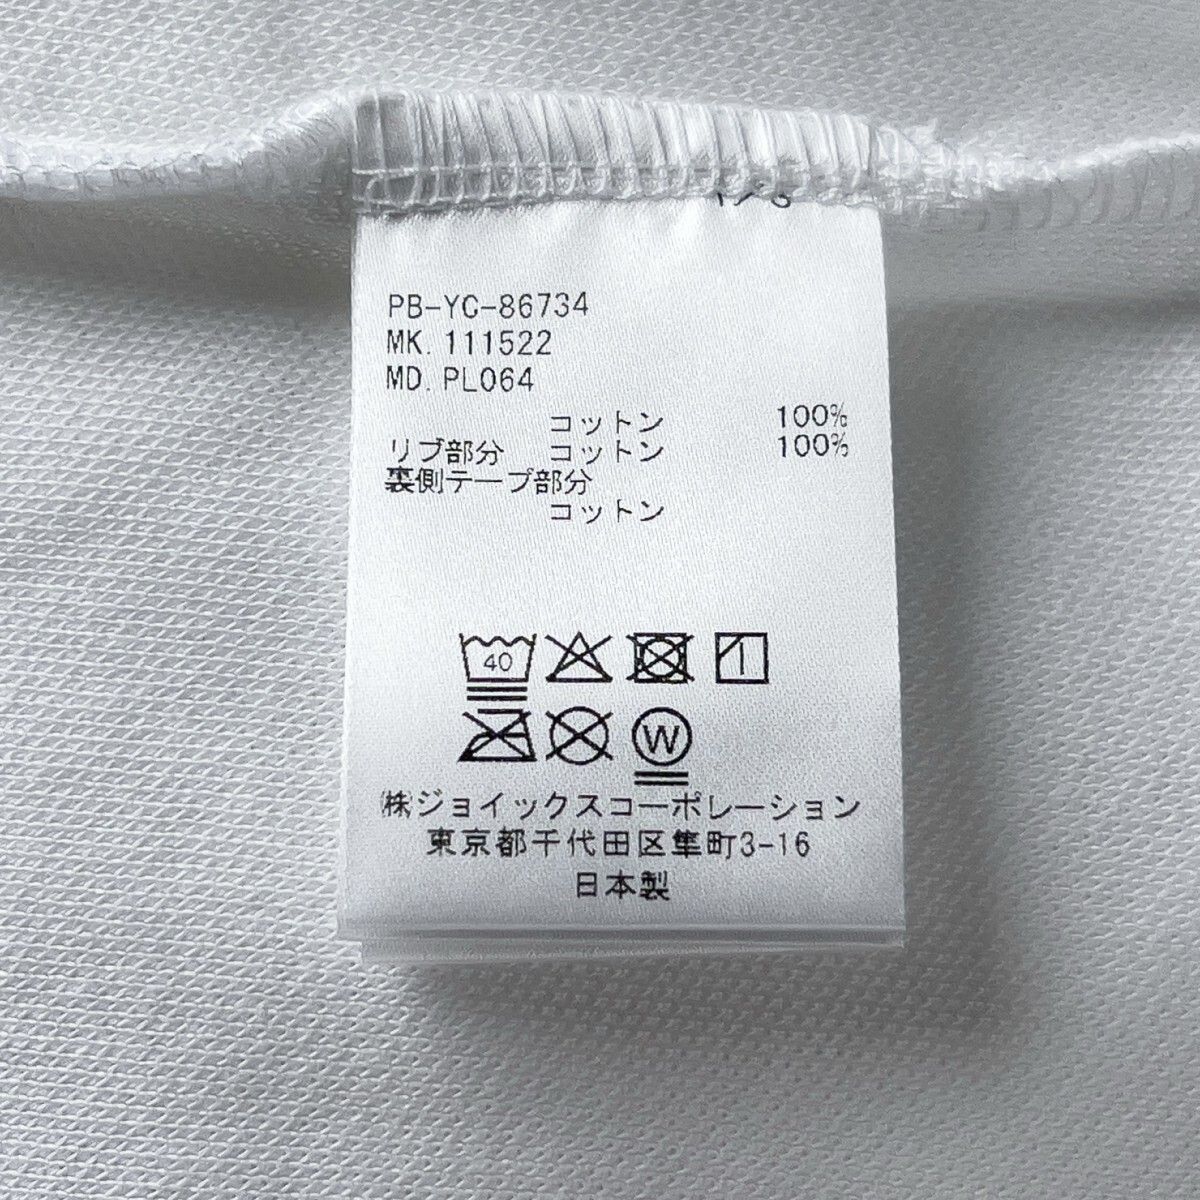 PB-YC-86734
MK. 111522
MD. PL064
コットン 100%
リブ部分 コットン 100%
裏側テープ部分
コットン
40
W
㈱ジョイックスコーポレーション
東京都千代田区隼町3-16
日本製